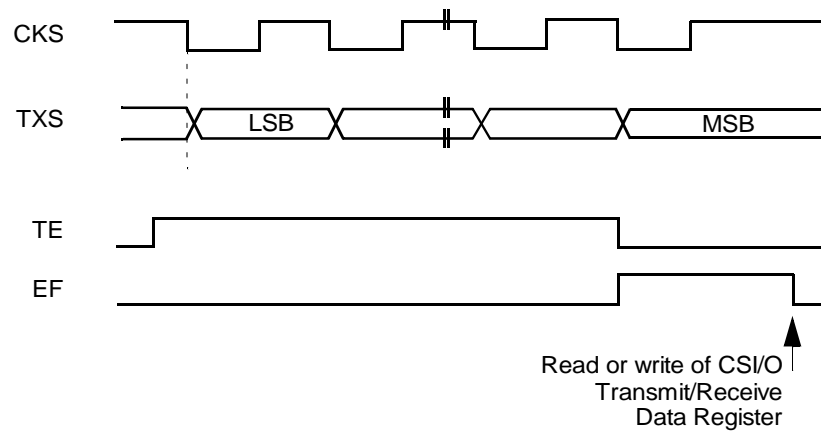 CKS
TXS
LSB
MSB
TE
EF
Read or write of CSI/O
Transmit/Receive
Data Register